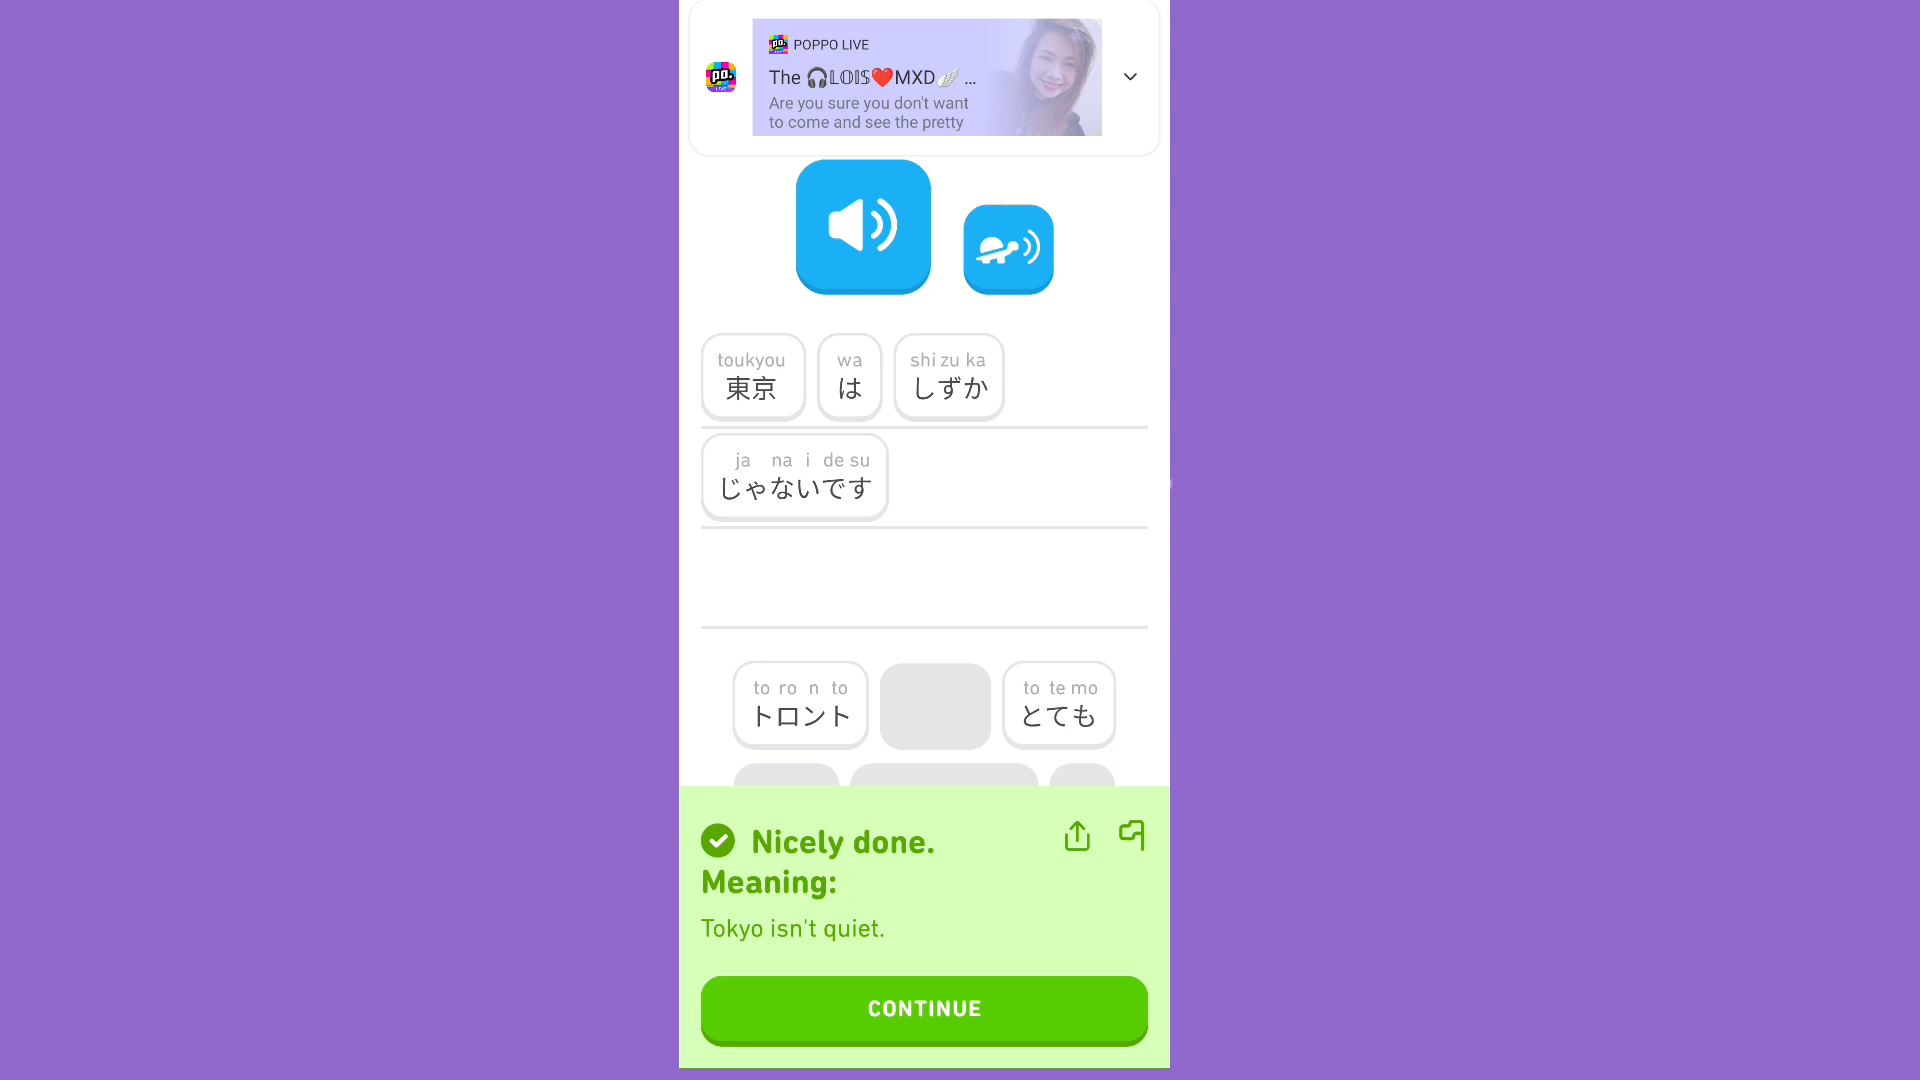 po.
LIVE
po. POPPO LIVE
The 🎧𝕃𝕆𝕀𝕊❤️MXD🪽 ...
Are you sure you don't want
to come and see the pretty
toukyou wa shi zu ka
東京 は しずか
ja na i de su
じゃないです
to ro n to to te mo
トロント とても
Nicely done.
Meaning:
Tokyo isn't quiet.
CONTINUE